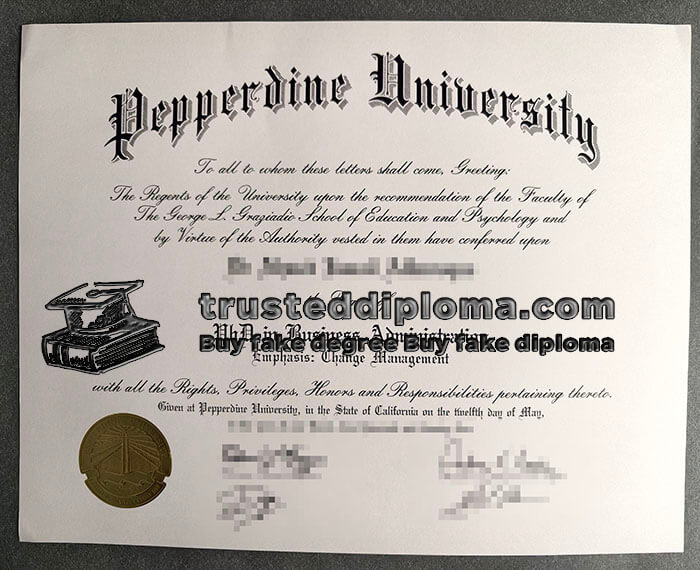 Pepperdine University
To all to whom these letters shall come, Greeting:
The Regents of the University upon the recommendation of the Faculty of
The George L. Graziadio School of Education and Psychology and
by Virtue of the Authority vested in them have conferred upon
trusteddiploma.com
PhD in Business Administration
Buy fake degree Buy fake diploma
Emphasis: Change Management
with all the Rights, Privileges, Honors and Responsibilities pertaining thereto.
Given at Pepperdine University, in the State of California on the twelfth day of May,